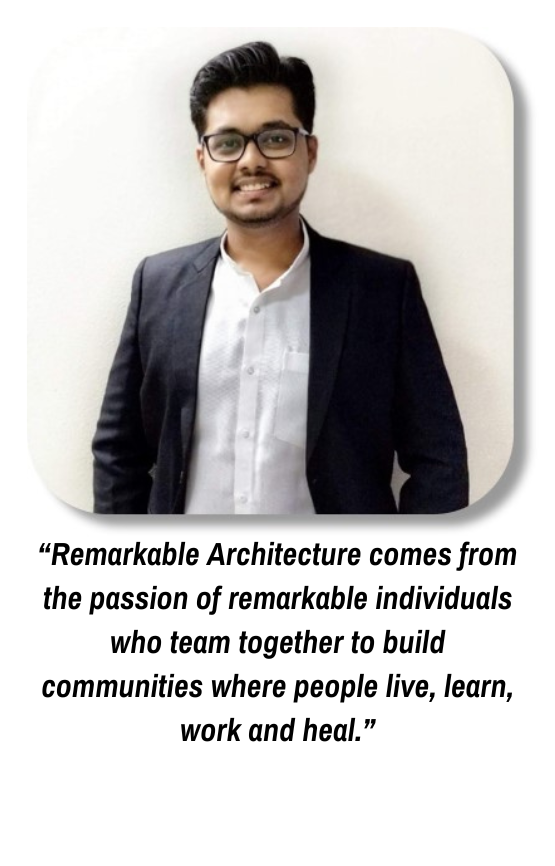 “Remarkable Architecture comes from
the passion of remarkable individuals
who team together to build
communities where people live, learn,
work and heal.”